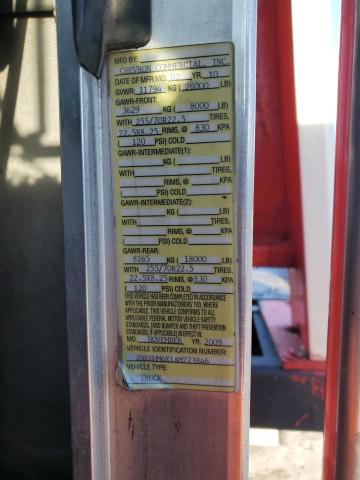 MFD BY:
CHEVRON COMMERCIAL, INC.
DATE OF MFR: MO. 02 YR. 10
GVWR: 11794 KG ( 26000 LB)
GAWR-FRONT:
3629 KG ( 8000 LB)
WITH 255/70R22.5 TIRES,
22.5X8.25 RIMS, @ 830 KPA
( 120 PSI) COLD
GAWR-INTERMEDIATE(1):
KG ( LB)
WITH TIRES,
RIMS, @ KPA
( PSI) COLD
GAWR-INTERMEDIATE(2):
KG ( LB)
WITH TIRES,
RIMS, @ KPA
( PSI) COLD
GAWR-REAR:
8165 KG ( 18000 LB)
WITH 255/70R22.5 TIRES,
22.5X8.25 RIMS @ 830 KPA
( 120 PSI) COLD
THIS VEHICLE HAS BEEN COMPLETED IN ACCORDANCE
WITH THE PRIOR MANUFACTURERS' IVD, WHERE
APPLICABLE. THIS VEHICLE CONFORMS TO ALL
APPLICABLE FEDERAL MOTOR VEHICLE SAFETY STANDARDS,
[AND BUMPER AND THEFT PREVENTION
STANDARDS, IF APPLICABLE], IN EFFECT IN
MO. NOVEMBER YR. 2009
VEHICLE IDENTIFICATION NUMBER:
VEHICLE TYPE:
TRUCK